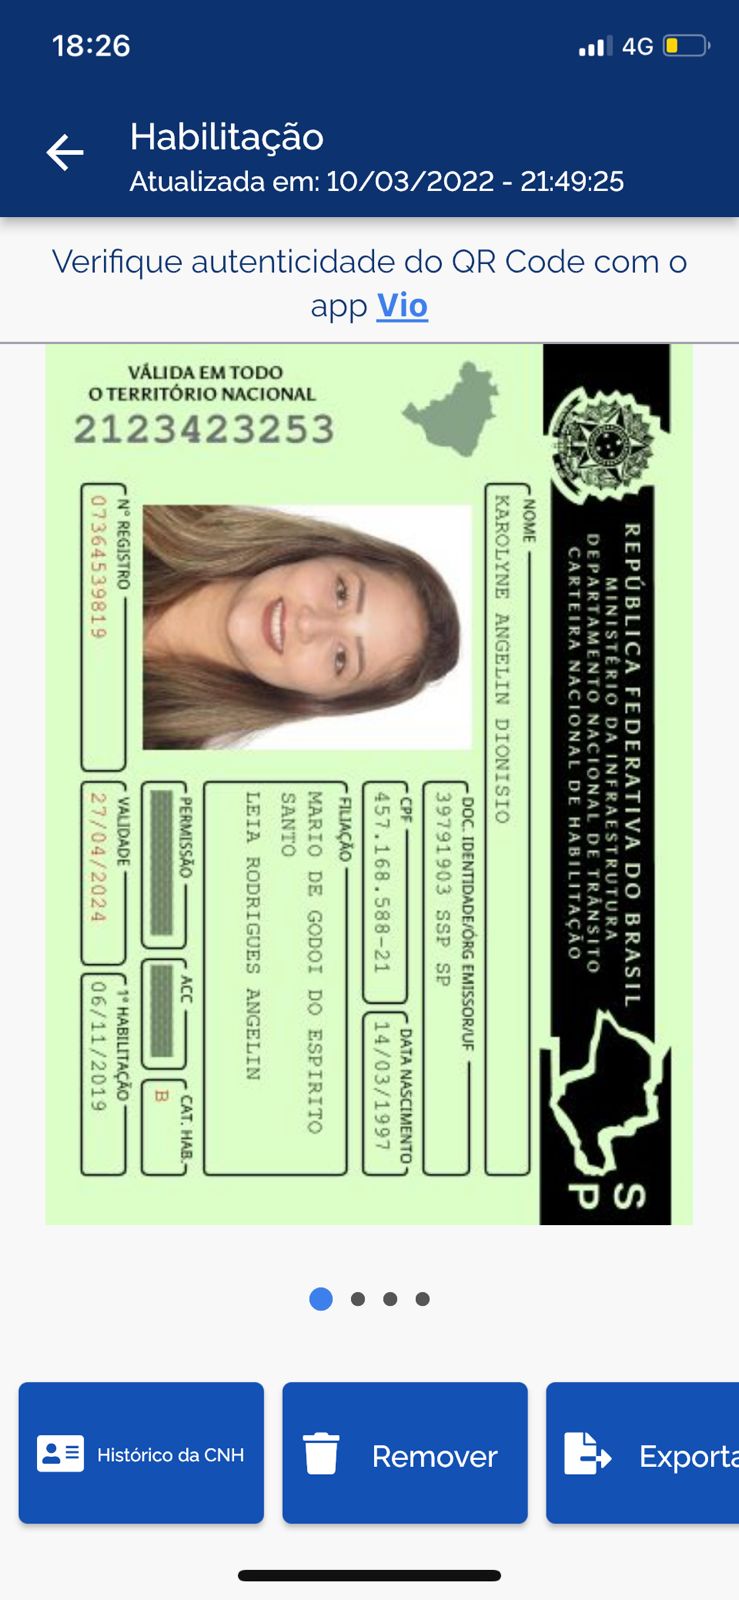 18:26
4G
Habilitação
Atualizada em: 10/03/2022 - 21:49:25
Verifique autenticidade do QR Code com o
app Vio
VÁLIDA EM TODO
O TERRITÓRIO NACIONAL
2123423253
REPÚBLICA FEDERATIVA DO BRASIL
MINISTÉRIO DA INFRAESTRUTURA
DEPARTAMENTO NACIONAL DE TRÂNSITO
CARTEIRA NACIONAL DE HABILITAÇÃO
SP
NOME
KAROLYNE ANGELIN DIONISIO
DOC. IDENTIDADE/ÓRG EMISSOR/UF
39791903 SSP SP
CPF
457.168.588-21
DATA NASCIMENTO
14/03/1997
FILIAÇÃO
MARIO DE GODOI DO ESPIRITO
SANTO
LEIA RODRIGUES ANGELIN
PERMISSÃO
ACC
CAT. HAB.
B
Nº REGISTRO
07364539819
VALIDADE
27/04/2024
1ª HABILITAÇÃO
06/11/2019
Histórico da CNH
Remover
Exporta